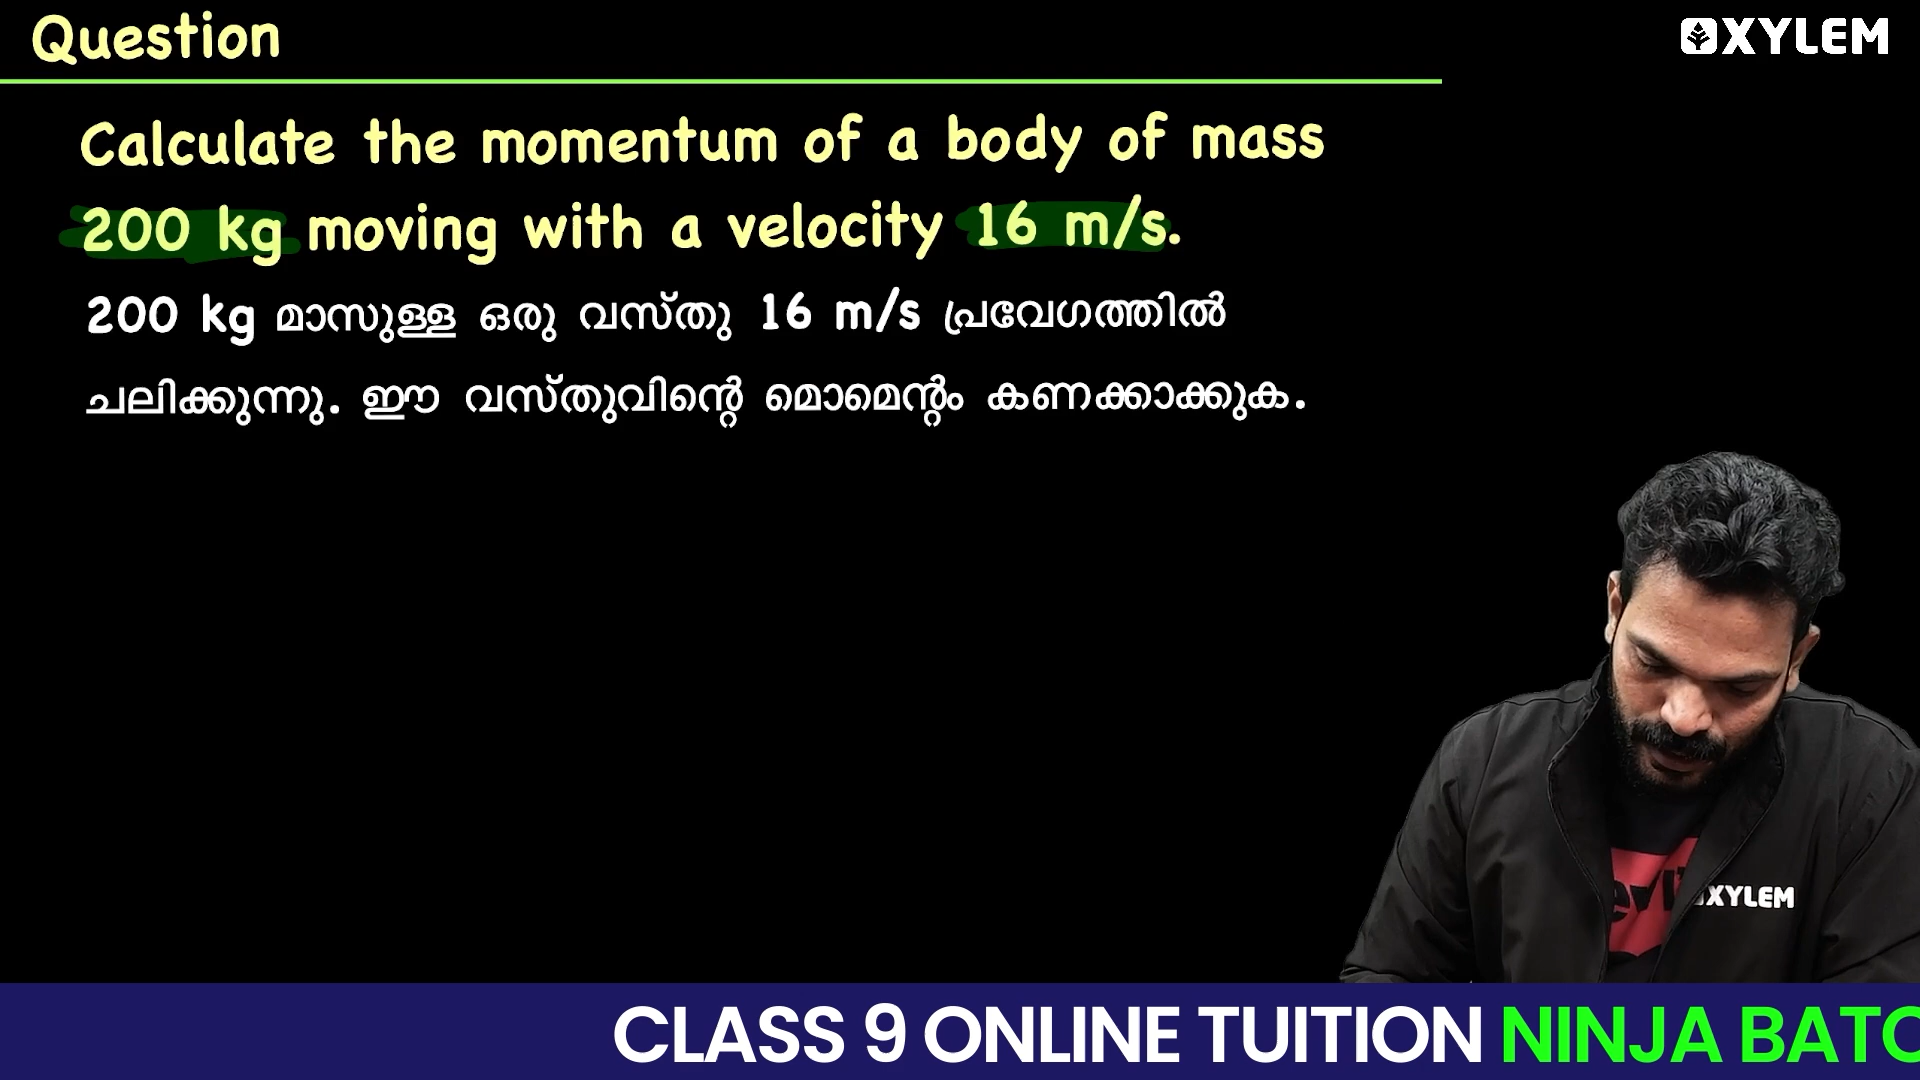 Question
XYLEM
Calculate the momentum of a body of mass
200 kg moving with a velocity 16 m/s.
200 kg മാസുള്ള ഒരു വസ്തു 16 m/s പ്രവേഗത്തിൽ
ചലിക്കുന്നു. ഈ വസ്തുവിന്റെ മൊമെന്റം കണക്കാക്കുക.
XYLEM
CLASS 9 ONLINE TUITION NINJA BATC